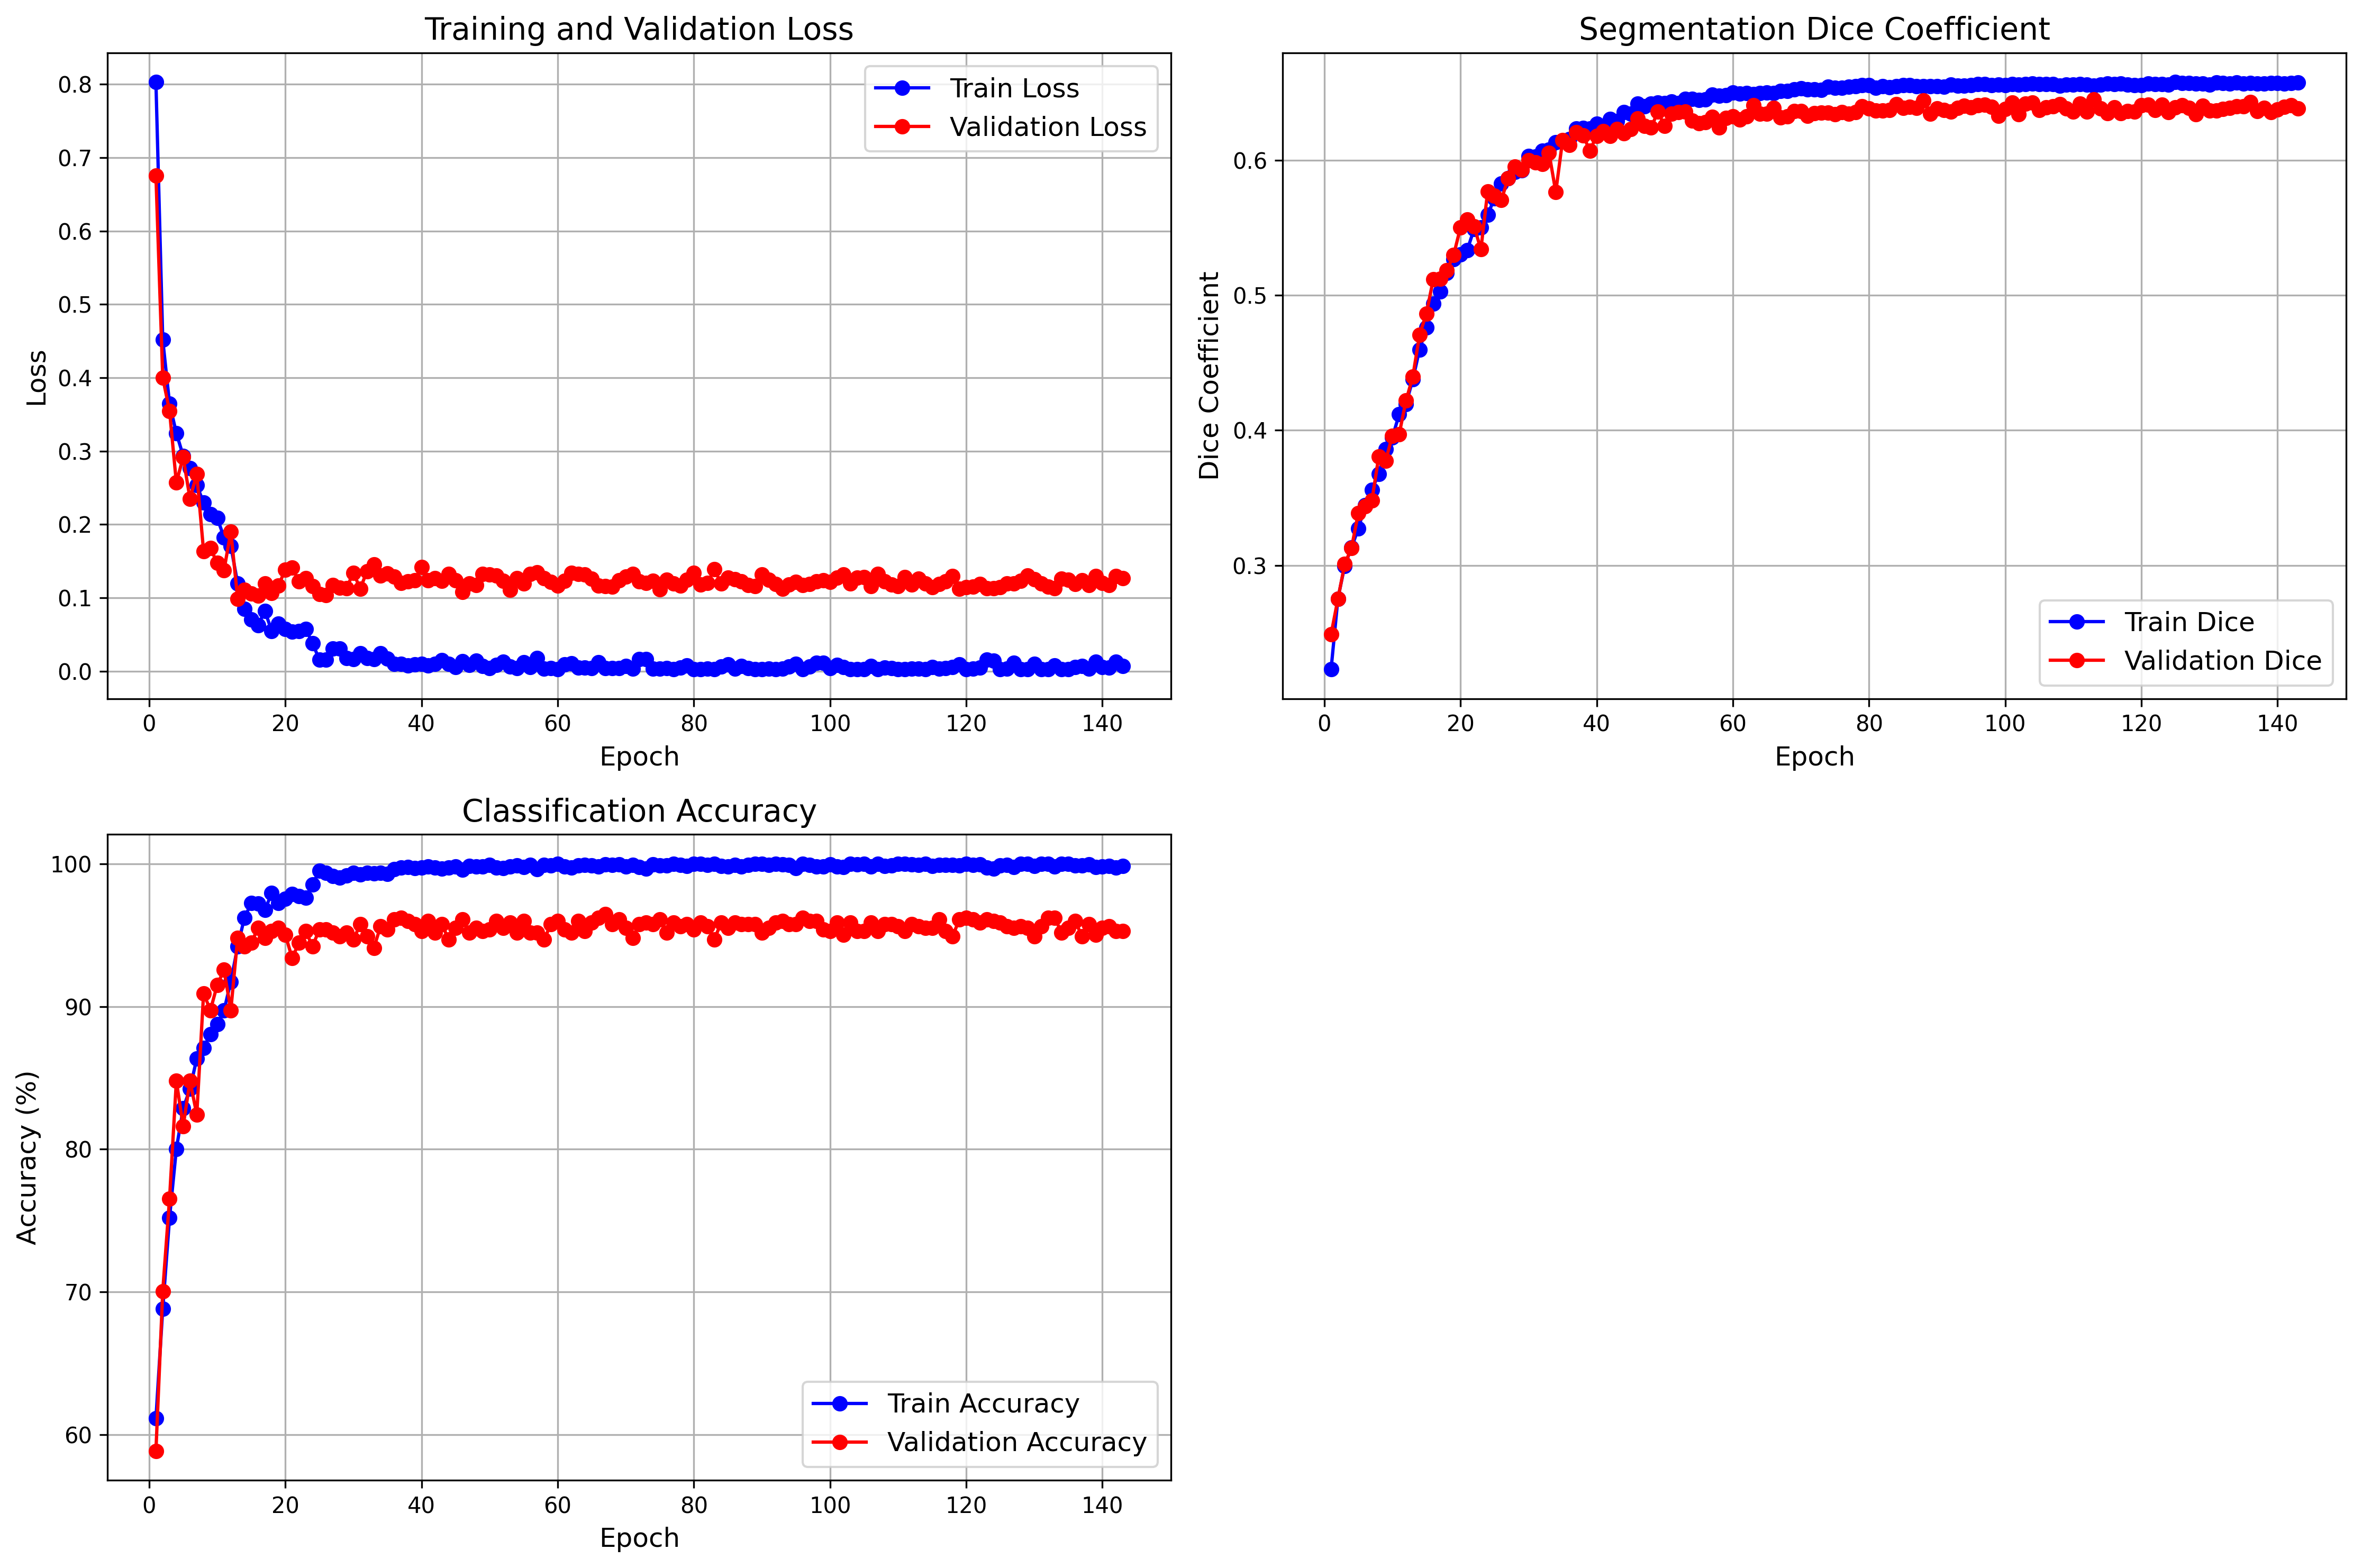 Training and Validation Loss
Train Loss
Validation Loss
0.8
0.7
0.6
0.5
0.4
0.3
0.2
0.1
0.0
Loss
0 20 40 60 80 100 120 140
Epoch
Segmentation Dice Coefficient
0.6
0.5
0.4
0.3
Dice Coefficient
Train Dice
Validation Dice
0 20 40 60 80 100 120 140
Epoch
Classification Accuracy
100
90
80
70
60
Accuracy (%)
Train Accuracy
Validation Accuracy
0 20 40 60 80 100 120 140
Epoch